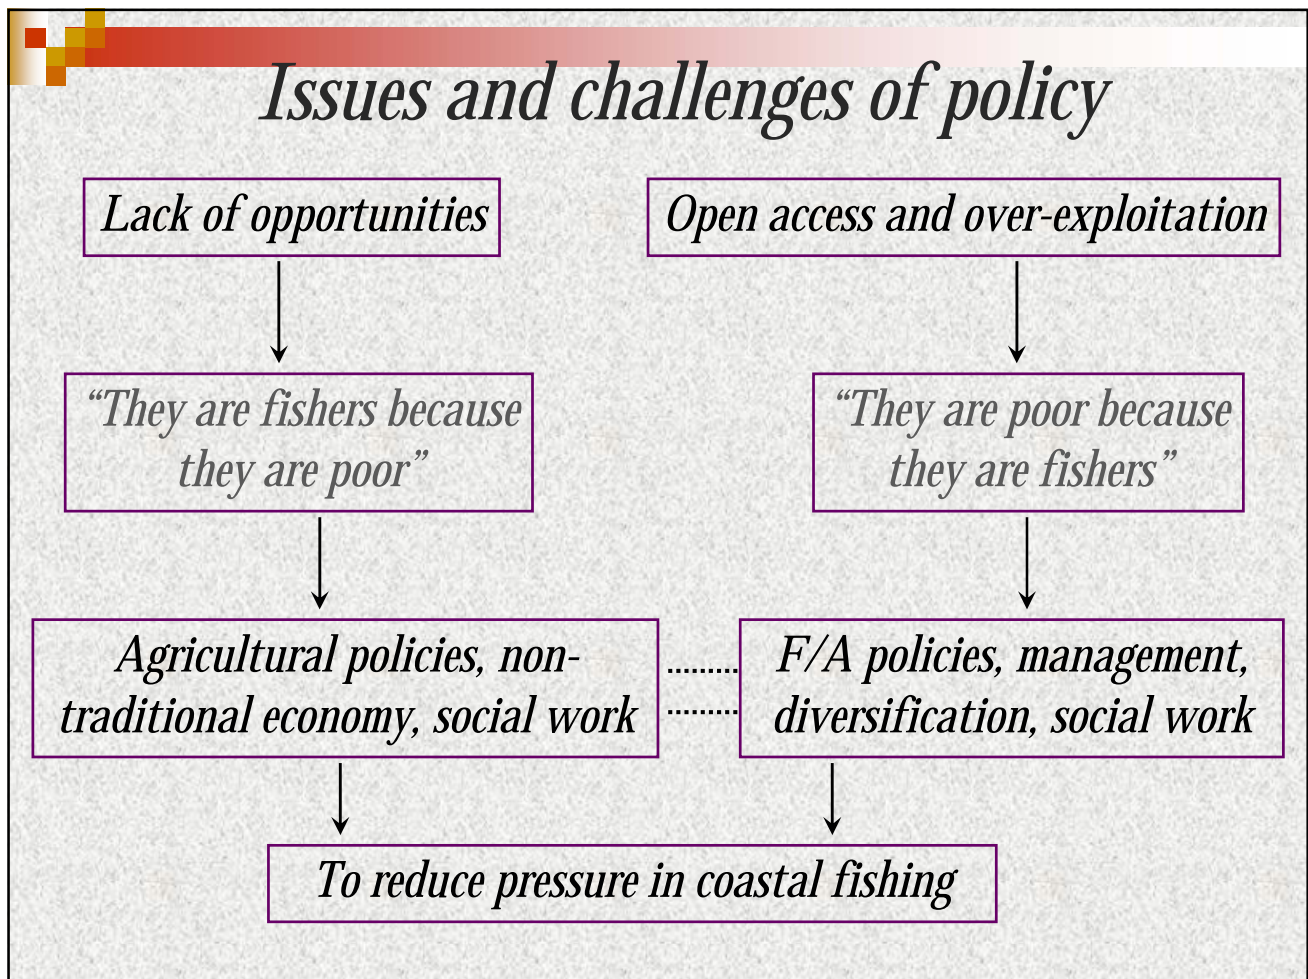 Issues and challenges of policy
Lack of opportunities
Open access and over-exploitation
“They are fishers because
they are poor”
“They are poor because
they are fishers”
Agricultural policies, non-
traditional economy, social work
F/A policies, management,
diversification, social work
To reduce pressure in coastal fishing